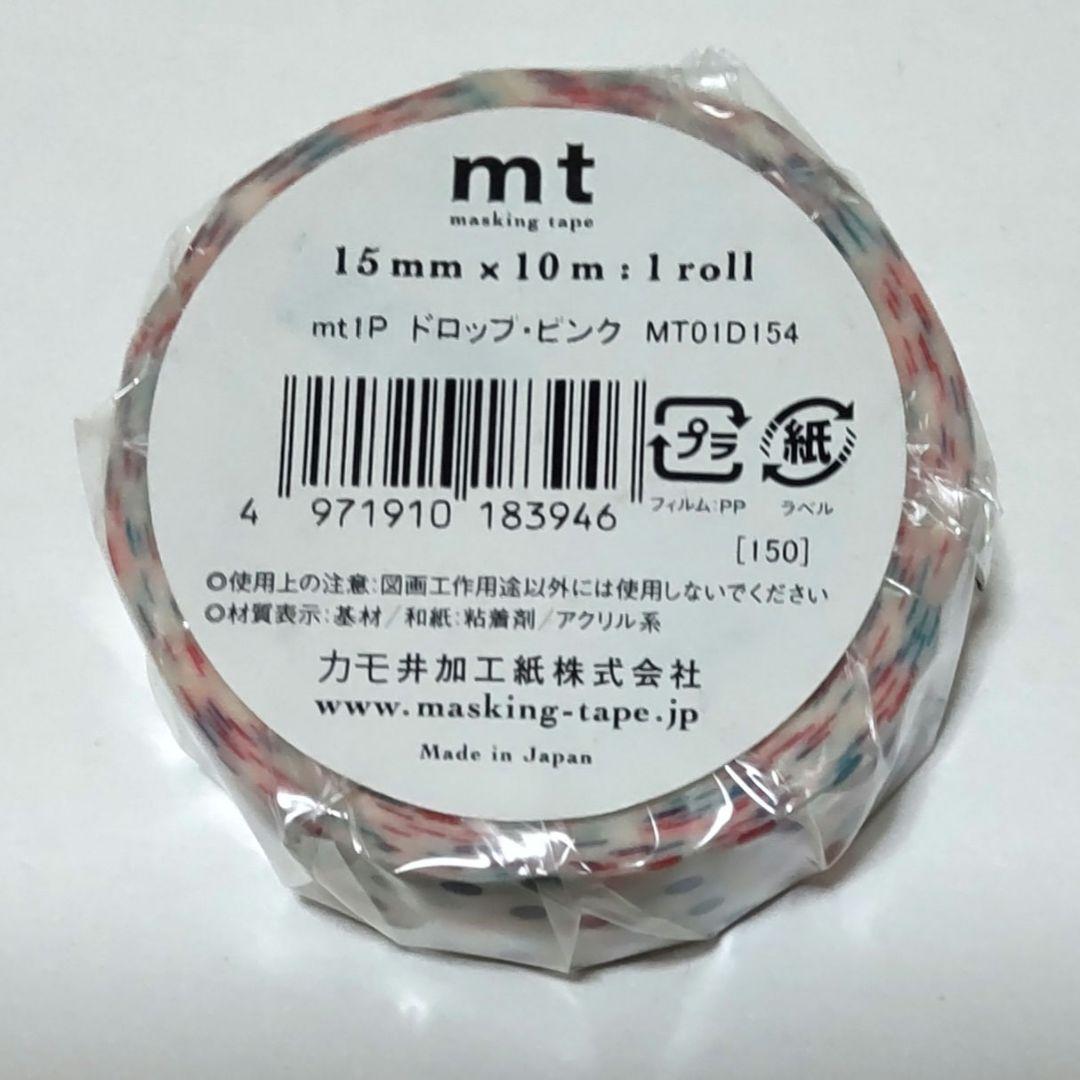 mt
masking tape
15mm × 10m : 1 roll
mt1P ドロップ・ピンク MT01D154
プラ
紙
4 971910 183946
フィルム:PP ラベル
[150]
◎使用上の注意:図画工作用途以外には使用しないでください
◎材質表示:基材/和紙:粘着剤/アクリル系
カモ井加工紙株式会社
www.masking-tape.jp
Made in Japan